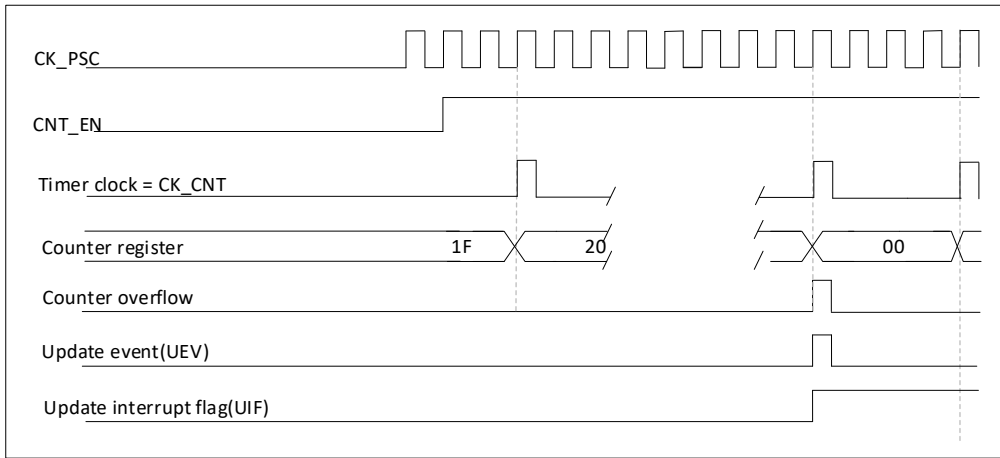 CK_PSC
CNT_EN
Timer clock = CK_CNT
Counter register 1F 20 00
Counter overflow
Update event(UEV)
Update interrupt flag(UIF)